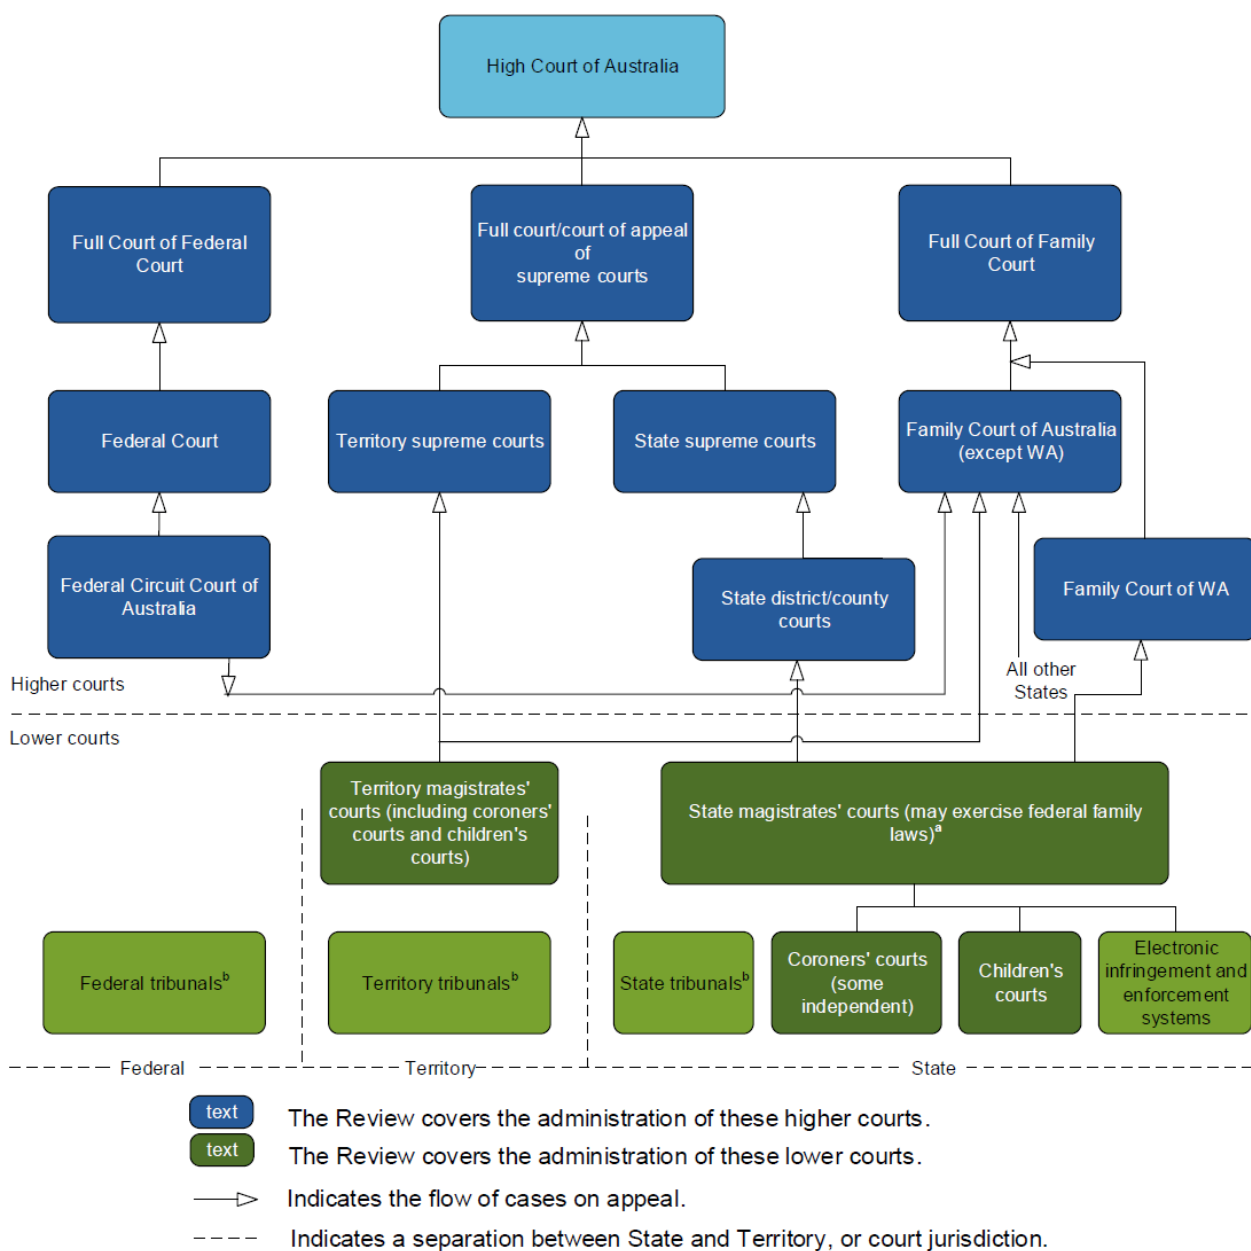 High Court of Australia
Full Court of Federal
Court
Full court/court of appeal
of
supreme courts
Full Court of Family
Court
Federal Court
Territory supreme courts
State supreme courts
Family Court of Australia
(except WA)
Federal Circuit Court of
Australia
State district/county
courts
Family Court of WA
All other
States
Higher courts
Lower courts
Territory magistrates'
courts (including coroners'
courts and children's
courts)
State magistrates' courts (may exercise federal family
laws)a
Federal tribunalsb
Territory tribunalsb
State tribunalsb
Coroners' courts
(some
independent)
Children's
courts
Electronic
infringement and
enforcement
systems
Federal
Territory
State
text The Review covers the administration of these higher courts.
text The Review covers the administration of these lower courts.
Indicates the flow of cases on appeal.
Indicates a separation between State and Territory, or court jurisdiction.